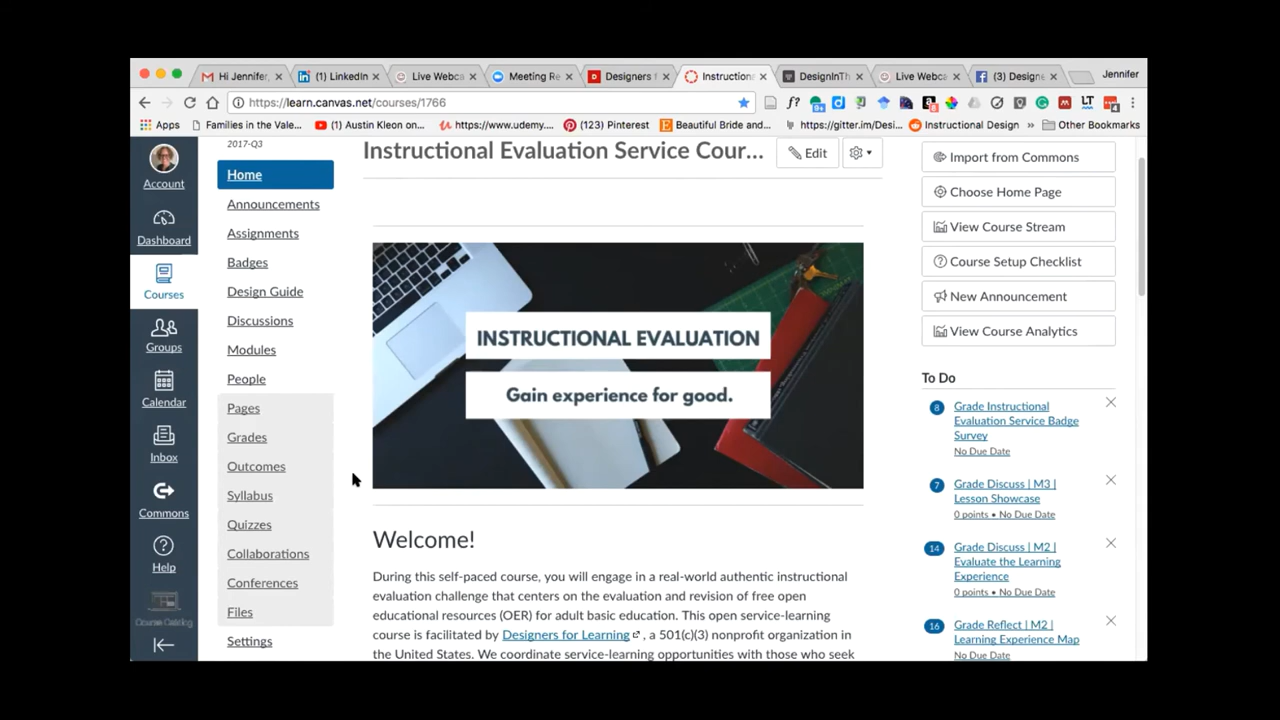 Hi Jennifer,
(1) LinkedIn
Live Webca
Meeting Re
Designers f
Instructions
DesignInTh
Live Webca
(3) Designe
Jennifer
https://learn.canvas.net/courses/1766
Apps
Families in the Vale...
(1) Austin Kleon on...
https://www.udemy....
(123) Pinterest
Beautiful Bride and...
https://gitter.im/Desi...
Instructional Design
»
Other Bookmarks
Account
Dashboard
Courses
Groups
Calendar
Inbox
Commons
Help
Course Catalog
2017-Q3
Home
Announcements
Assignments
Badges
Design Guide
Discussions
Modules
People
Pages
Grades
Outcomes
Syllabus
Quizzes
Collaborations
Conferences
Files
Settings
Instructional Evaluation Service Cour...
Edit
INSTRUCTIONAL EVALUATION
Gain experience for good.
Welcome!
During this self-paced course, you will engage in a real-world authentic instructional
evaluation challenge that centers on the evaluation and revision of free open
educational resources (OER) for adult basic education. This open service-learning
course is facilitated by Designers for Learning , a 501(c)(3) nonprofit organization in
the United States. We coordinate service-learning opportunities with those who seek
Import from Commons
Choose Home Page
View Course Stream
Course Setup Checklist
New Announcement
View Course Analytics
To Do
8 Grade Instructional
Evaluation Service Badge
Survey
No Due Date
7 Grade Discuss | M3 |
Lesson Showcase
0 points • No Due Date
14 Grade Discuss | M2 |
Evaluate the Learning
Experience
0 points • No Due Date
16 Grade Reflect | M2 |
Learning Experience Map
No Due Date